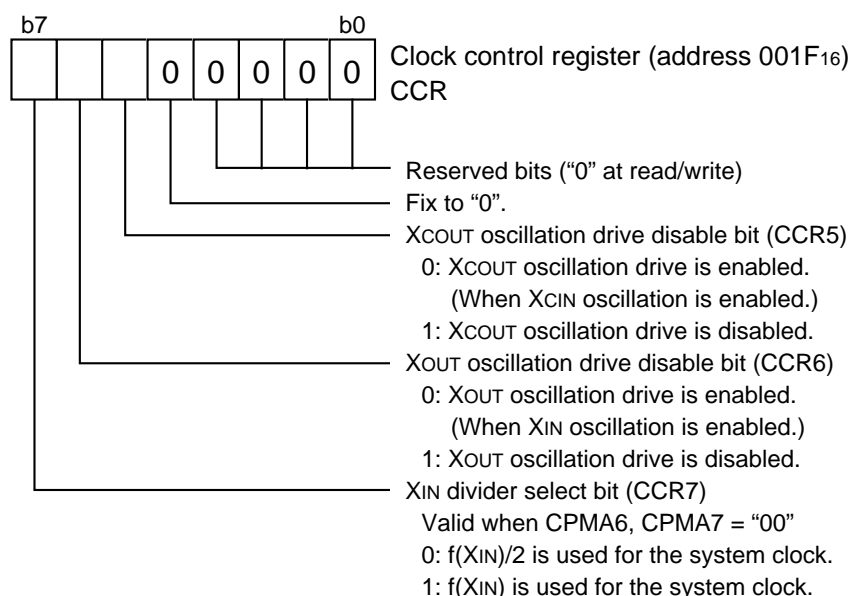 b7 b0
0 0 0 0 0
Clock control register (address 001F16)
CCR
Reserved bits (“0” at read/write)
Fix to “0”.
XCOUT oscillation drive disable bit (CCR5)
0: XCOUT oscillation drive is enabled.
(When XCIN oscillation is enabled.)
1: XCOUT oscillation drive is disabled.
XOUT oscillation drive disable bit (CCR6)
0: XOUT oscillation drive is enabled.
(When XIN oscillation is enabled.)
1: XOUT oscillation drive is disabled.
XIN divider select bit (CCR7)
Valid when CPMA6, CPMA7 = “00”
0: f(XIN)/2 is used for the system clock.
1: f(XIN) is used for the system clock.